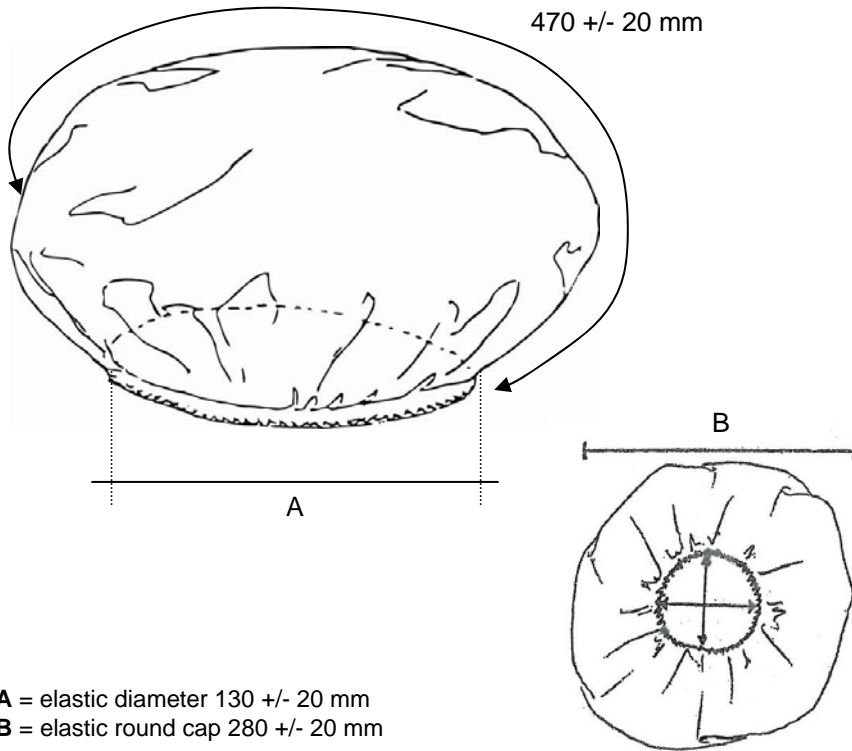 470 +/- 20 mm
B
A
A = elastic diameter 130 +/- 20 mm
B = elastic round cap 280 +/- 20 mm